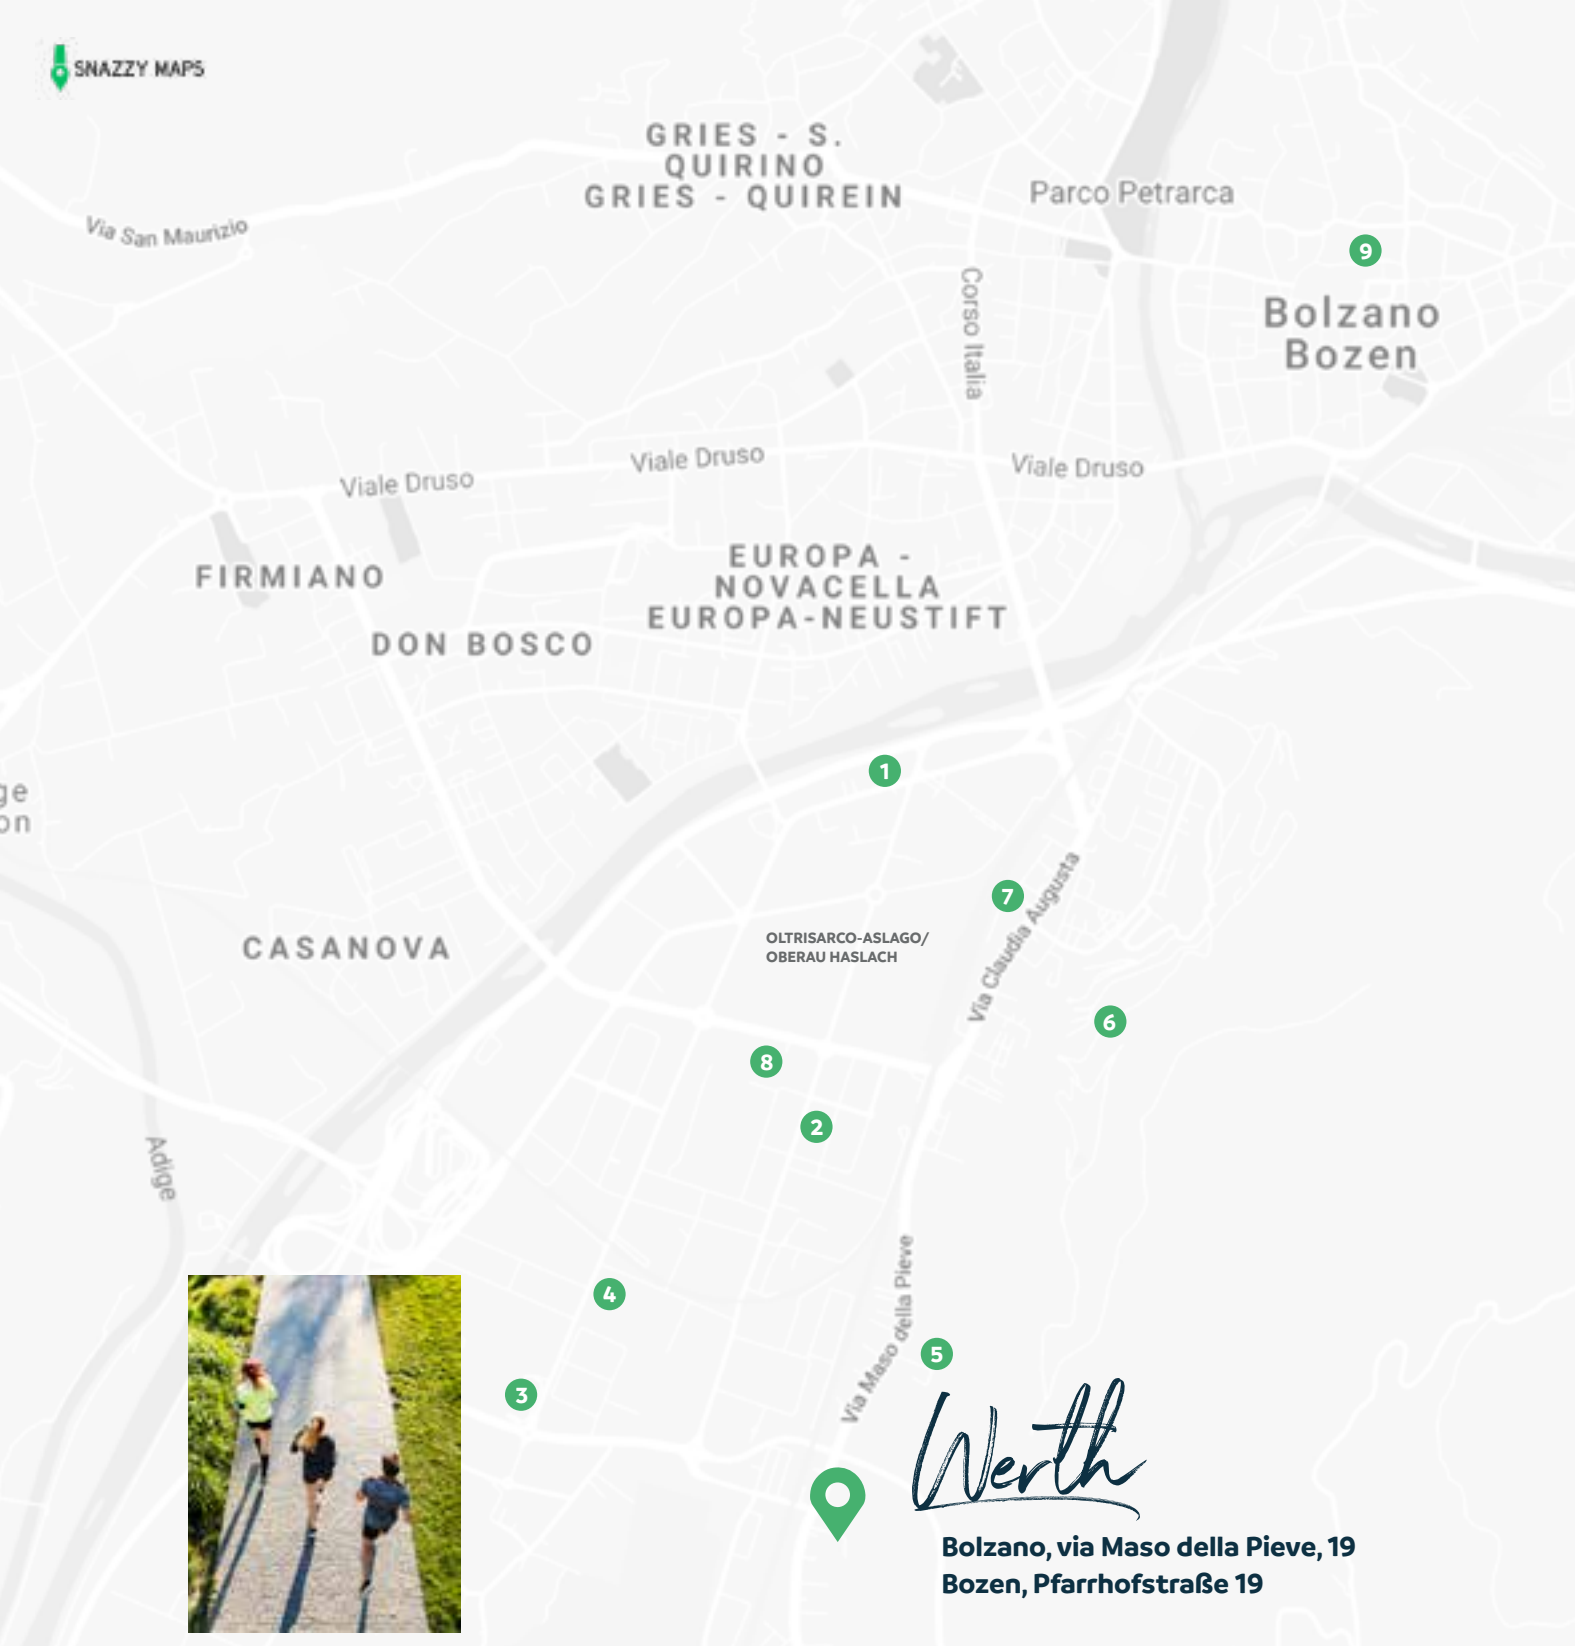 SNAZZY MAPS
GRIES - S.
QUIRINO
GRIES - QUIREIN
Parco Petrarca
Via San Maurizio
9
Corso Italia
Bolzano
Bozen
Viale Druso
Viale Druso
Viale Druso
FIRMIANO
EUROPA -
NOVACELLA
EUROPA-NEUSTIFT
DON BOSCO
1
ge
on
7
Via Claudia Augusta
CASANOVA
OLTRISARCO-ASLAGO/
OBERAU HASLACH
6
8
2
Adige
4
Via Maso della Pieve
5
3
Werth
Bolzano, via Maso della Pieve, 19
Bozen, Pfarrhofstraße 19